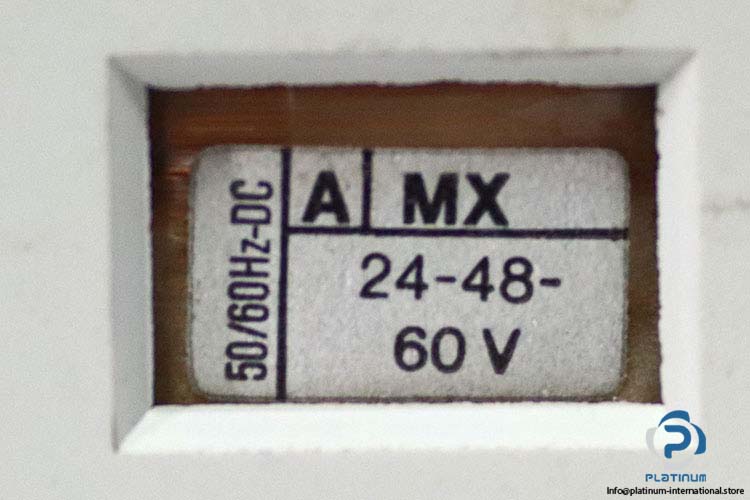 50/60Hz-DC
A MX
24-48-
60 V
PLATINUM
Info@platinum-international.store